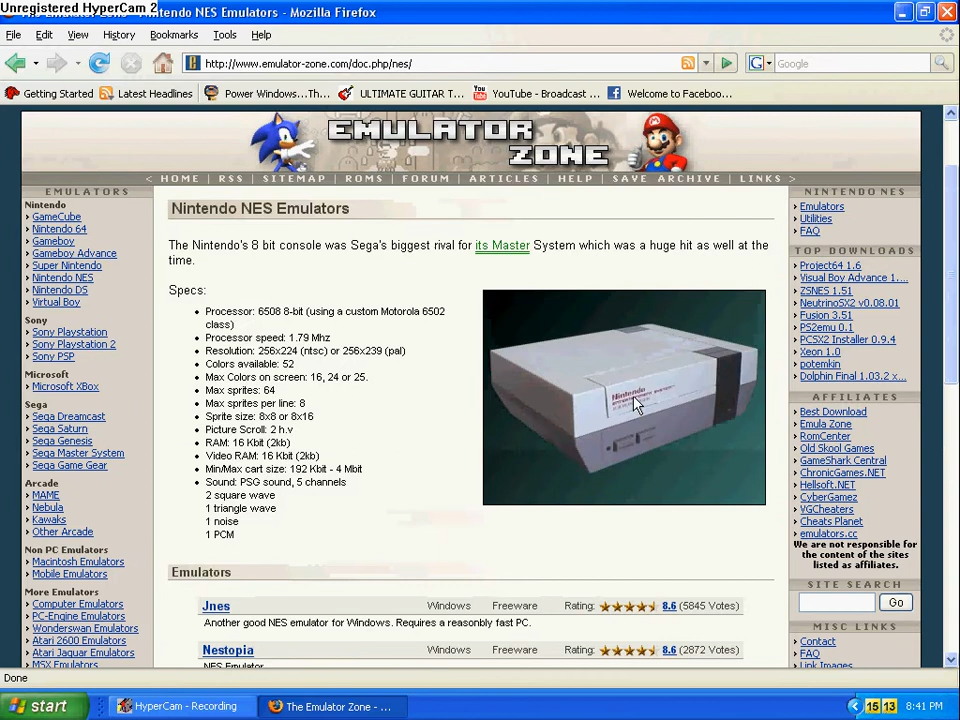 Unregistered HyperCam 2
Nintendo NES Emulators - Mozilla Firefox
File Edit View History Bookmarks Tools Help
http://www.emulator-zone.com/doc.php/nes/
G Google
Getting Started Latest Headlines Power Windows...Th... ULTIMATE GUITAR T... YouTube - Broadcast ... Welcome to Faceboo...
EMULATOR
ZONE
< HOME | RSS | SITEMAP | ROMS | FORUM | ARTICLES | HELP | SAVE ARCHIVE | LINKS >
EMULATORS
Nintendo
GameCube
Nintendo 64
Gameboy
Gameboy Advance
Super Nintendo
Nintendo NES
Nintendo DS
Virtual Boy
Sony
Sony Playstation
Sony Playstation 2
Sony PSP
Microsoft
Microsoft XBox
Sega
Sega Dreamcast
Sega Saturn
Sega Genesis
Sega Master System
Sega Game Gear
Arcade
MAME
Nebula
Kawaks
Other Arcade
Non PC Emulators
Macintosh Emulators
Mobile Emulators
More Emulators
Computer Emulators
PC-Engine Emulators
Wonderswan Emulators
Atari 2600 Emulators
Atari Jaguar Emulators
MSX Emulators
Nintendo NES Emulators
The Nintendo's 8 bit console was Sega's biggest rival for its Master System which was a huge hit as well at the
time.
Specs:
Processor: 6508 8-bit (using a custom Motorola 6502
class)
Processor speed: 1.79 Mhz
Resolution: 256x224 (ntsc) or 256x239 (pal)
Colors available: 52
Max Colors on screen: 16, 24 or 25.
Max sprites: 64
Max sprites per line: 8
Sprite size: 8x8 or 8x16
Picture Scroll: 2 h.v
RAM: 16 Kbit (2kb)
Video RAM: 16 Kbit (2kb)
Min/Max cart size: 192 Kbit - 4 Mbit
Sound: PSG sound, 5 channels
2 square wave
1 triangle wave
1 noise
1 PCM
Nintendo
Emulators
Jnes Windows Freeware Rating: 8.6 (5845 Votes)
Another good NES emulator for Windows. Requires a reasonbly fast PC.
Nestopia Windows Freeware Rating: 8.6 (2872 Votes)
NES Emulator
NINTENDO NES
Emulators
Utilities
FAQ
TOP DOWNLOADS
Project64 1.6
Visual Boy Advance 1....
ZSNES 1.51
NeutrinoSX2 v0.08.01
Fusion 3.51
PS2emu 0.1
PCSX2 Installer 0.9.4
Xeon 1.0
potemkin
Dolphin Final 1.03.2 x...
AFFILIATES
Best Download
Emula Zone
RomCenter
Old Skool Games
GameShark Central
ChronicGames.NET
Hellsoft.NET
CyberGamez
VGCheaters
Cheats Planet
emulators.cc
We are not responsible for
the content of the sites
listed as affiliates.
SITE SEARCH
Go
MISC LINKS
Contact
FAQ
Link Images
Done
start HyperCam - Recording The Emulator Zone - ... 15 13 8:41 PM